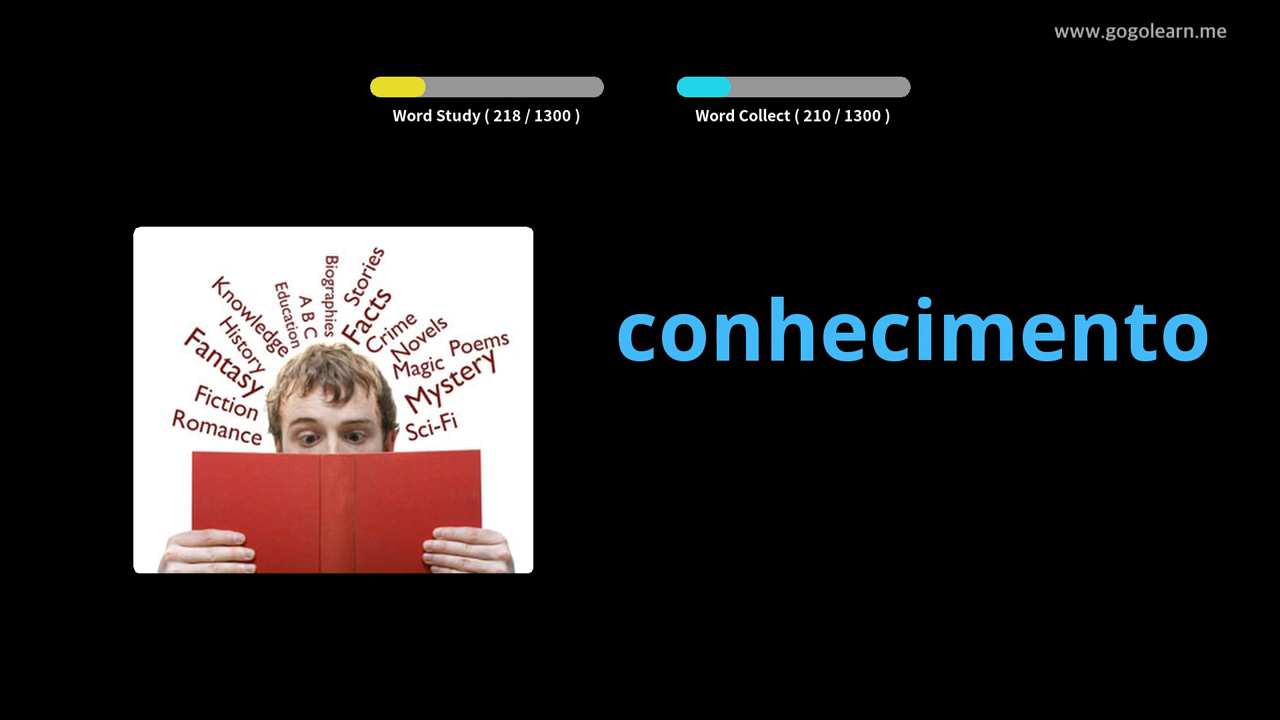 www.gogolearn.me
Word Study ( 218 / 1300 )
Word Collect ( 210 / 1300 )
conhecimento
Biographies
Stories
Education
A B C
Facts
Knowledge
History
Crime
Novels
Fantasy
Magic
Poems
Mystery
Fiction
Romance
Sci-Fi